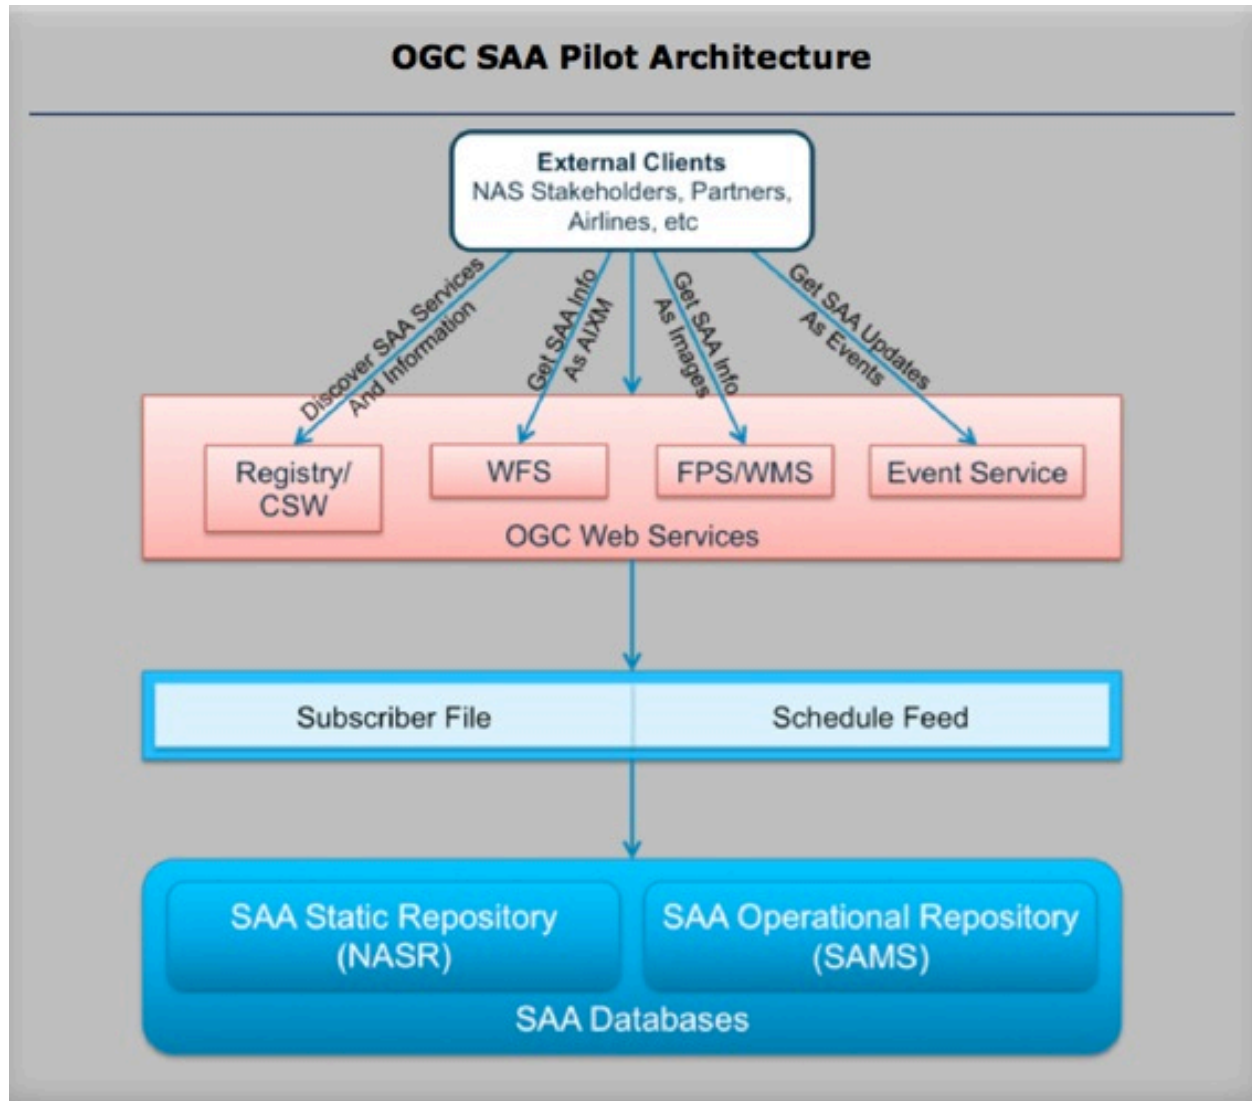 OGC SAA Pilot Architecture
External Clients
NAS Stakeholders, Partners,
Airlines, etc
Discover SAA Services
And Information
Get SAA Info
As AIXM
Get SAA Info
As Images
Get SAA Updates
As Events
Registry/
CSW
WFS
FPS/WMS
Event Service
OGC Web Services
Subscriber File
Schedule Feed
SAA Static Repository
(NASR)
SAA Operational Repository
(SAMS)
SAA Databases